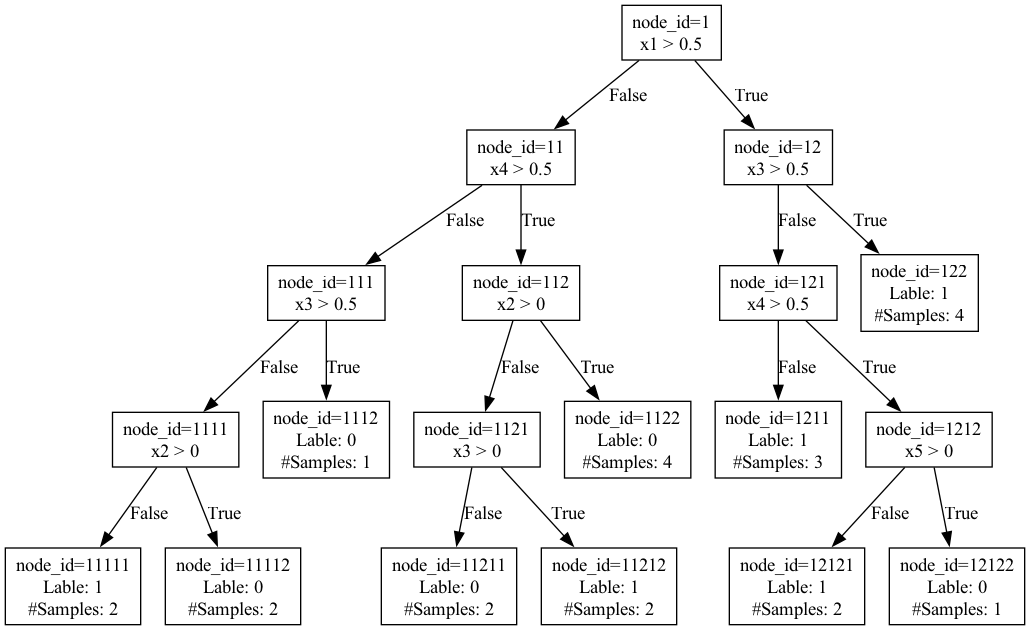 node_id=1
x1 > 0.5
False
True
node_id=11
x4 > 0.5
node_id=12
x3 > 0.5
False
True
False
True
node_id=111
x3 > 0.5
node_id=112
x2 > 0
node_id=121
x4 > 0.5
node_id=122
Lable: 1
#Samples: 4
False
True
False
True
False
True
node_id=1111
x2 > 0
node_id=1112
Lable: 0
#Samples: 1
node_id=1121
x3 > 0
node_id=1122
Lable: 0
#Samples: 4
node_id=1211
Lable: 1
#Samples: 3
node_id=1212
x5 > 0
False
True
False
True
False
True
node_id=11111
Lable: 1
#Samples: 2
node_id=11112
Lable: 0
#Samples: 2
node_id=11211
Lable: 0
#Samples: 2
node_id=11212
Lable: 1
#Samples: 2
node_id=12121
Lable: 1
#Samples: 2
node_id=12122
Lable: 0
#Samples: 1